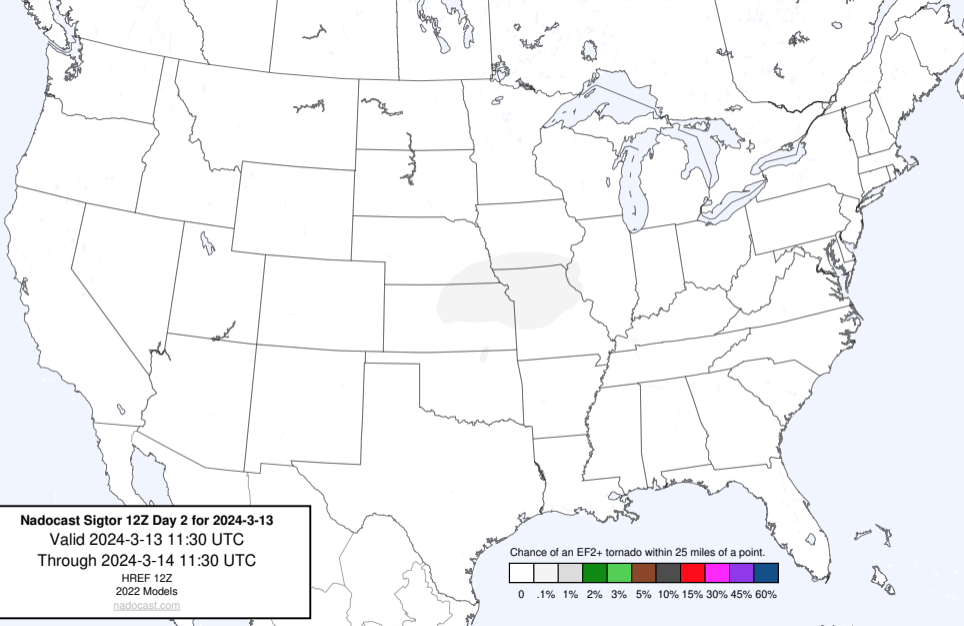 Nadocast Sigtor 12Z Day 2 for 2024-3-13
Valid 2024-3-13 11:30 UTC
Through 2024-3-14 11:30 UTC
HREF 12Z
2022 Models
nadocast.com
Chance of an EF2+ tornado within 25 miles of a point.
0 .1% 1% 2% 3% 5% 10% 15% 30% 45% 60%